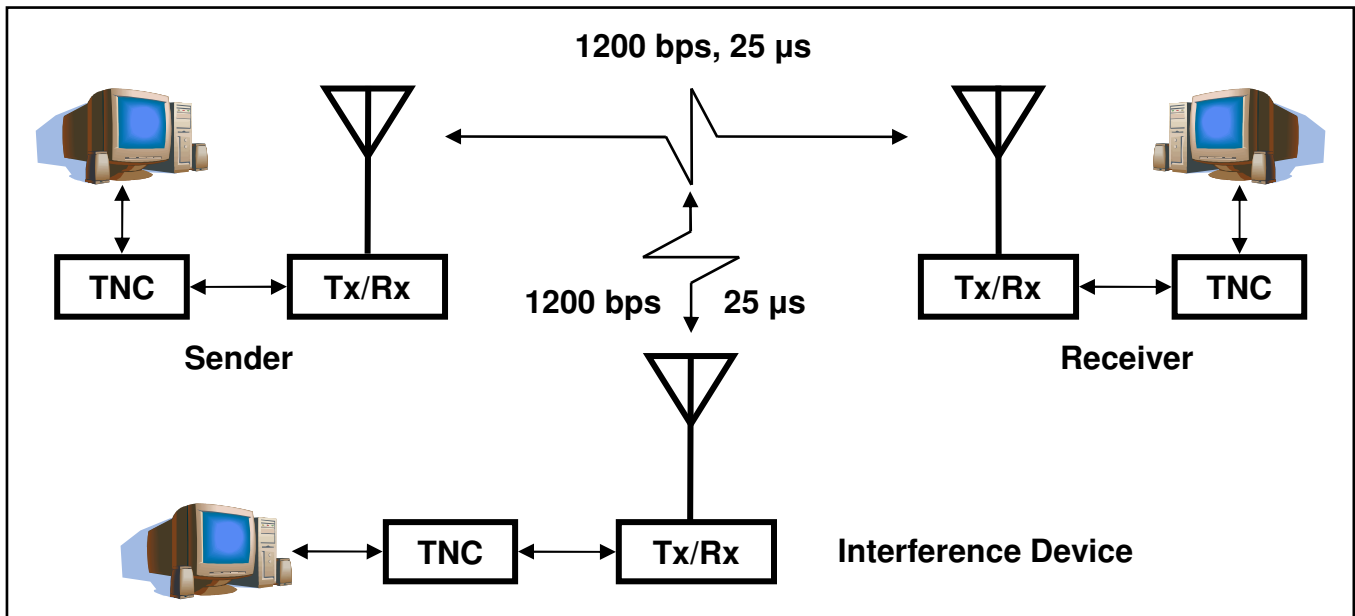 1200 bps, 25 µs
TNC
Tx/Rx
Tx/Rx
TNC
1200 bps 25 µs
Sender
Receiver
TNC
Tx/Rx
Interference Device